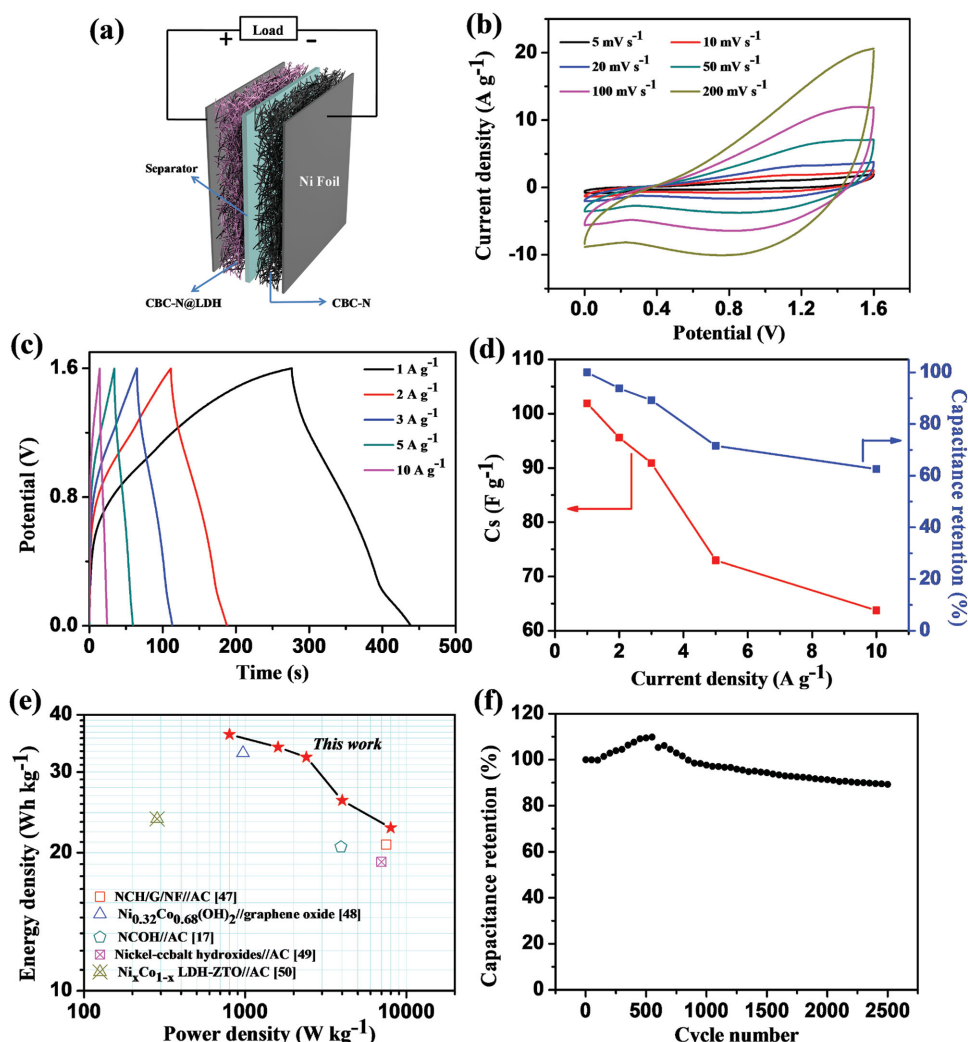 (a)
+ Load −
Separator
Ni Foil
CBC-N@LDH
CBC-N
(b)
5 mV s⁻¹ 10 mV s⁻¹
20 mV s⁻¹ 50 mV s⁻¹
100 mV s⁻¹ 200 mV s⁻¹
20
10
0
-10
Current density (A g⁻¹)
0.0 0.4 0.8 1.2 1.6
Potential (V)
(c)
1 A g⁻¹
2 A g⁻¹
3 A g⁻¹
5 A g⁻¹
10 A g⁻¹
1.6
0.8
0.0
Potential (V)
0 100 200 300 400 500
Time (s)
(d)
110
100
90
80
70
60
Cs (F g⁻¹)
100
80
60
40
20
0
Capacitance retention (%)
0 2 4 6 8 10
Current density (A g⁻¹)
(e)
40
30
20
10
Energy density (Wh kg⁻¹)
This work
NCH/G/NF//AC [47]
Ni₀.₃₂Co₀.₆₈(OH)₂//graphene oxide [48]
NCOH//AC [17]
Nickel-ccbalt hydroxides//AC [49]
NiₓCo₁₋ₓ LDH-ZTO//AC [50]
100 1000 10000
Power density (W kg⁻¹)
(f)
120
100
80
60
40
20
0
Capacitance retention (%)
0 500 1000 1500 2000 2500
Cycle number